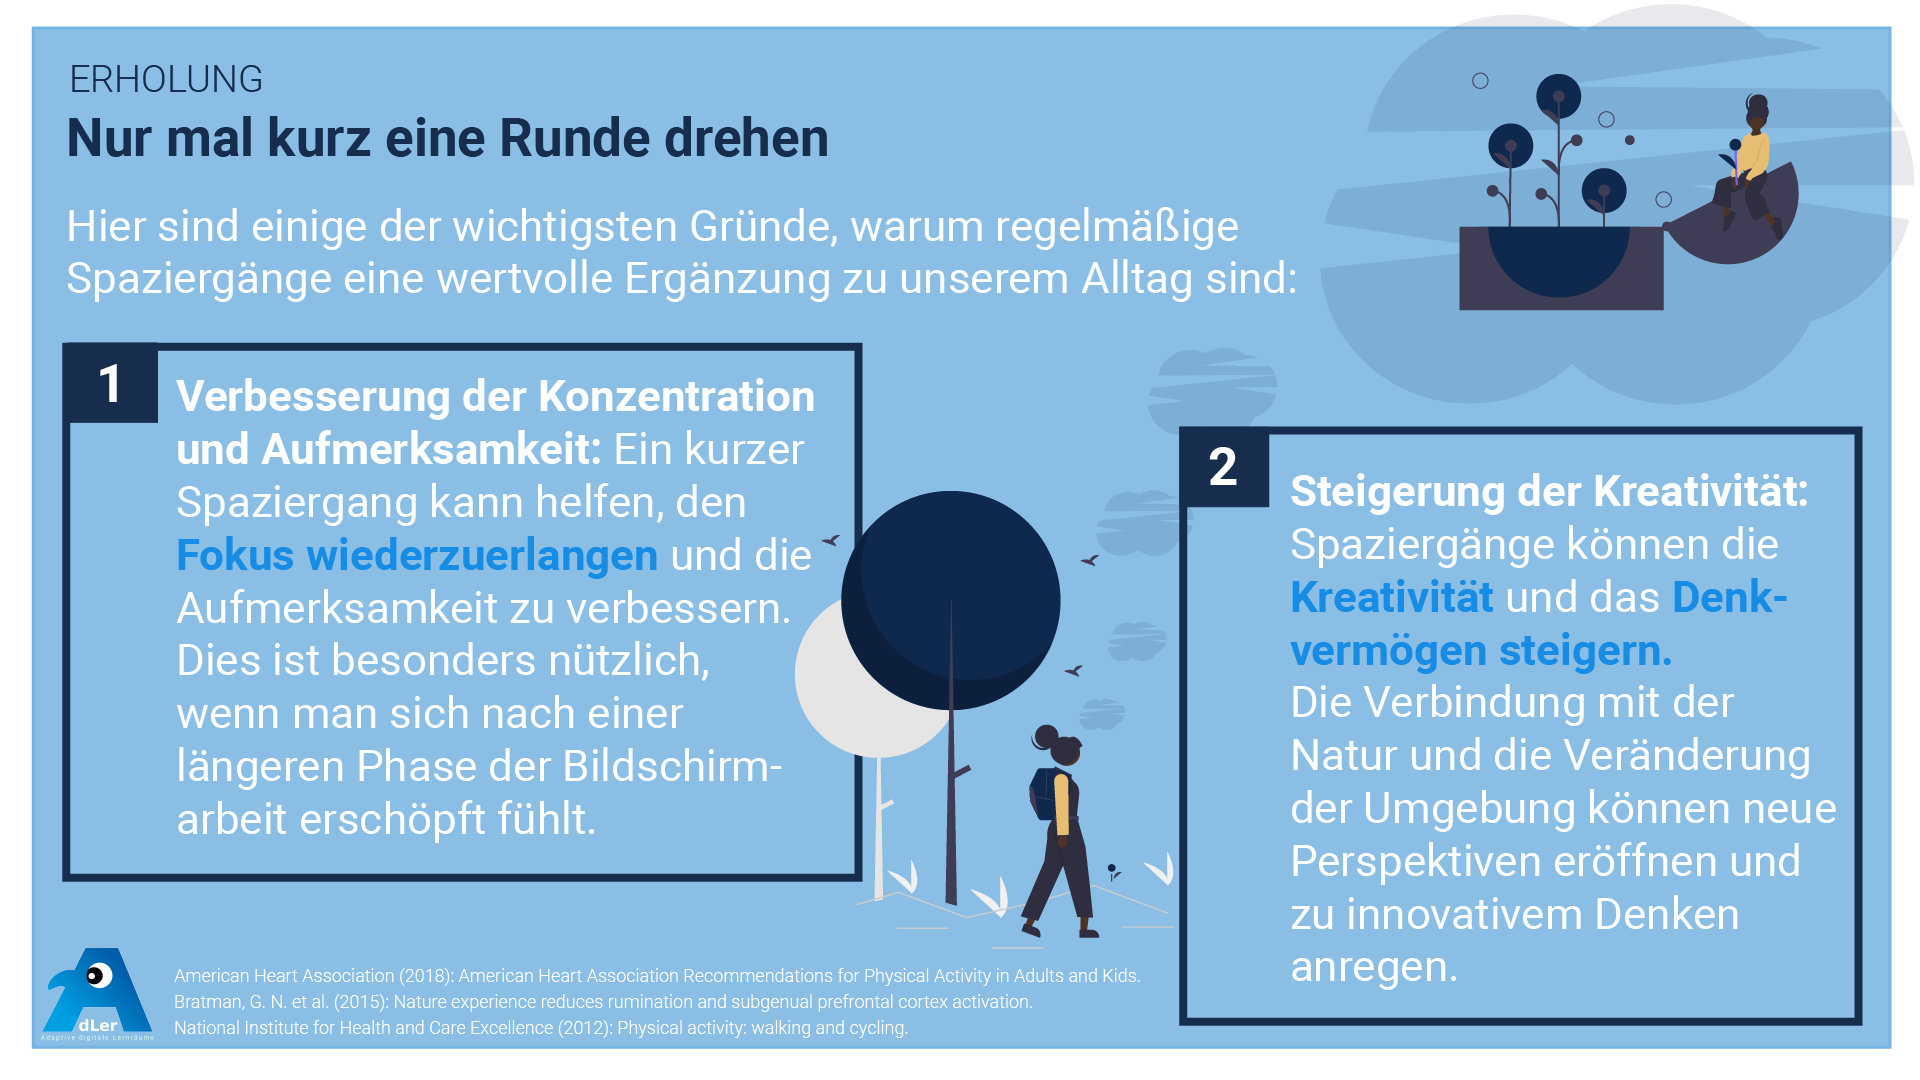 ERHOLUNG
Nur mal kurz eine Runde drehen
Hier sind einige der wichtigsten Gründe, warum regelmäßige
Spaziergänge eine wertvolle Ergänzung zu unserem Alltag sind:
1
Verbesserung der Konzentration
und Aufmerksamkeit: Ein kurzer
Spaziergang kann helfen, den
Fokus wiederzuerlangen und die
Aufmerksamkeit zu verbessern.
Dies ist besonders nützlich,
wenn man sich nach einer
längeren Phase der Bildschirm-
arbeit erschöpft fühlt.
2
Steigerung der Kreativität:
Spaziergänge können die
Kreativität und das Denk-
vermögen steigern.
Die Verbindung mit der
Natur und die Veränderung
der Umgebung können neue
Perspektiven eröffnen und
zu innovativem Denken
anregen.
American Heart Association (2018): American Heart Association Recommendations for Physical Activity in Adults and Kids.
Bratman, G. N. et al. (2015): Nature experience reduces rumination and subgenual prefrontal cortex activation.
National Institute for Health and Care Excellence (2012): Physical activity: walking and cycling.
dLer
Adaptive digitale Lernräume